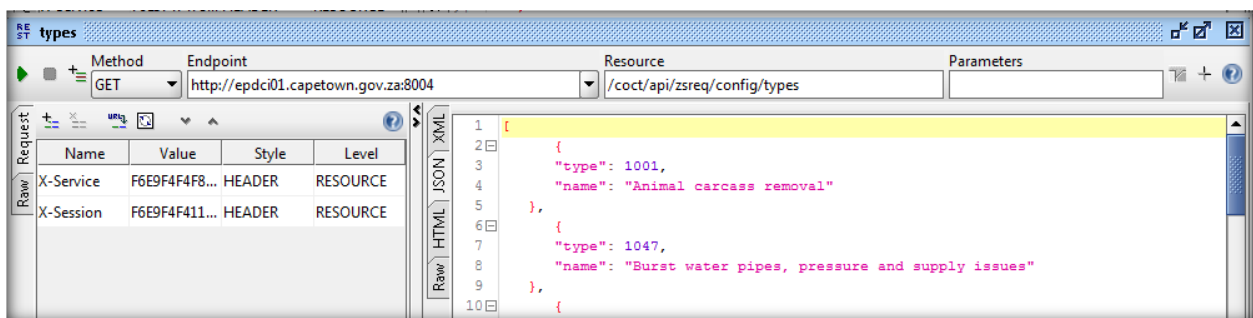 REST types
Method Endpoint Resource Parameters
GET http://epdci01.capetown.gov.za:8004 /coct/api/zsreq/config/types
Request
Raw
Name Value Style Level
X-Service F6E9F4F4F8... HEADER RESOURCE
X-Session F6E9F4F411... HEADER RESOURCE
XML
JSON
HTML
Raw
1 [
2 {
3 "type": 1001,
4 "name": "Animal carcass removal"
5 },
6 {
7 "type": 1047,
8 "name": "Burst water pipes, pressure and supply issues"
9 },
10 {